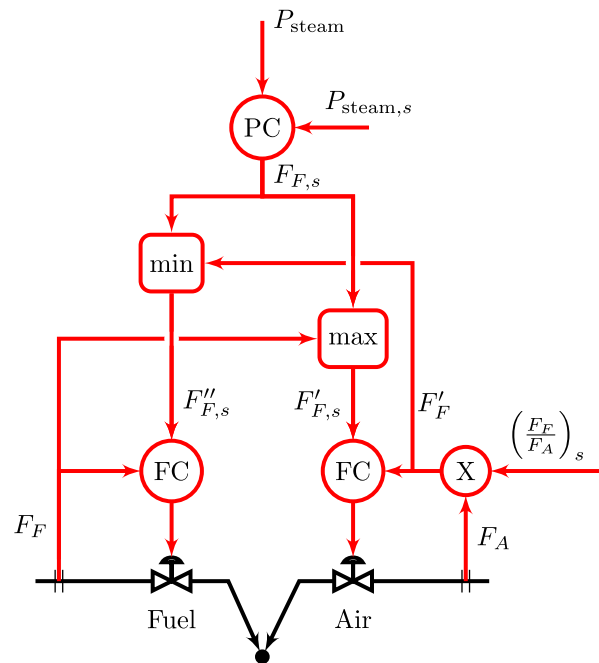 P_steam
PC
P_steam,s
F_F,s
min
max
F''_F,s
F'_F,s
F'_F
(F_F/F_A)_s
FC
FC
X
F_F
F_A
Fuel
Air